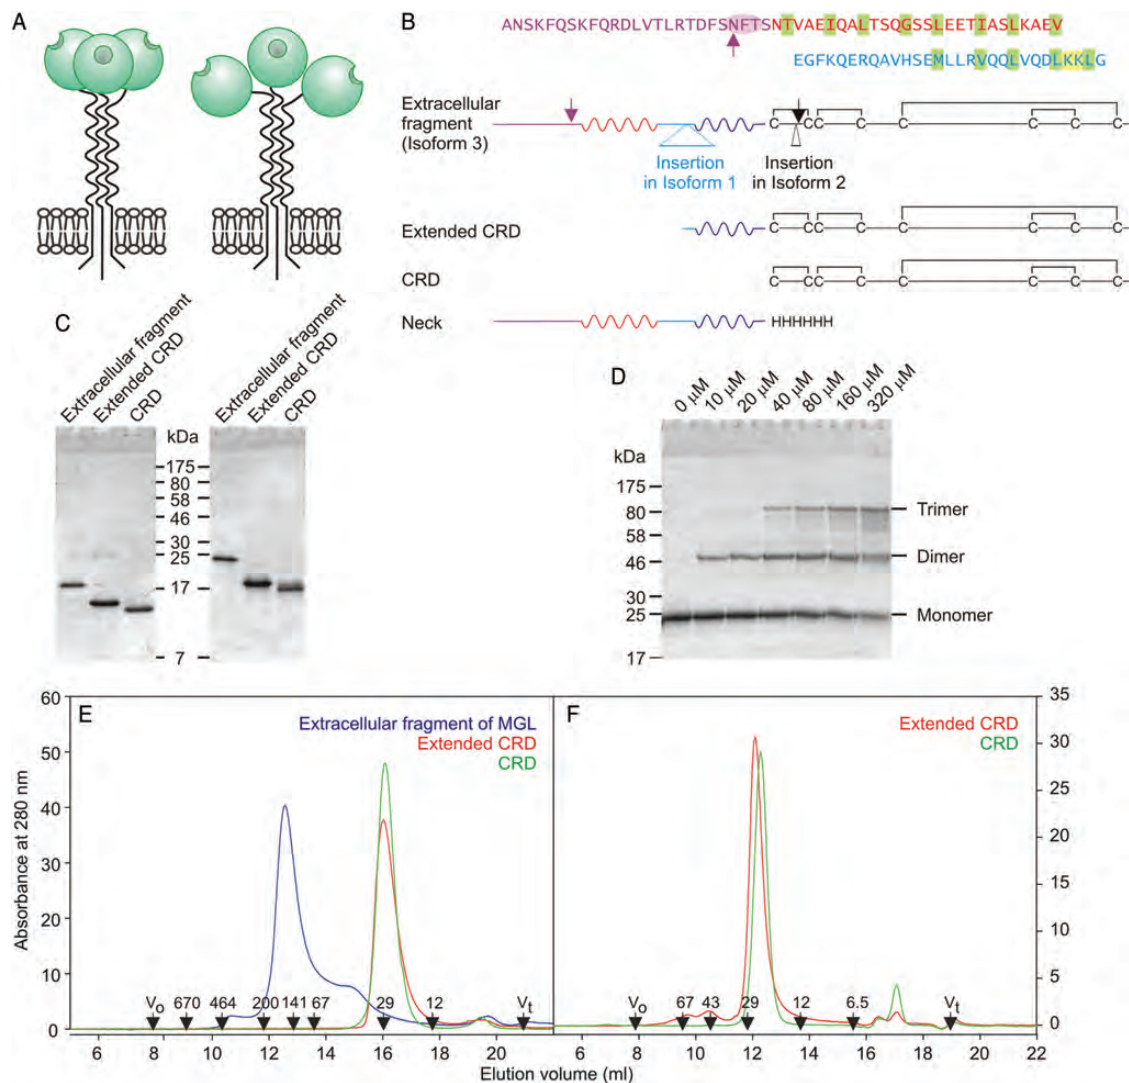 A
B
ANSKFQSKFQRDLVTLRTDFSNFTSNTVAEIQALTSQGSSLEETIASLKAEV
EGFKQERQAVHSEMLLRVQQLVQDLKKLG
Extracellular
fragment
(Isoform 3)
C CC C C C C C
Insertion
in Isoform 1
Insertion
in Isoform 2
Extended CRD
C CC C C C C C
CRD
C CC C C C C C
Neck
HHHHHH
C
Extracellular fragment
Extended CRD
CRD
kDa
175
80
58
46
30
25
17
7
Extracellular fragment
Extended CRD
CRD
D
0 µM
10 µM
20 µM
40 µM
80 µM
160 µM
320 µM
kDa
175
80
58
46
30
25
17
Trimer
Dimer
Monomer
E
Extracellular fragment of MGL
Extended CRD
CRD
Absorbance at 280 nm
60
50
40
30
20
10
0
Vo 670 464 200 141 67 29 12 Vt
6 8 10 12 14 16 18 20
F
Extended CRD
CRD
35
30
25
20
15
10
5
0
Vo 67 43 29 12 6.5 Vt
6 8 10 12 14 16 18 20 22
Elution volume (ml)